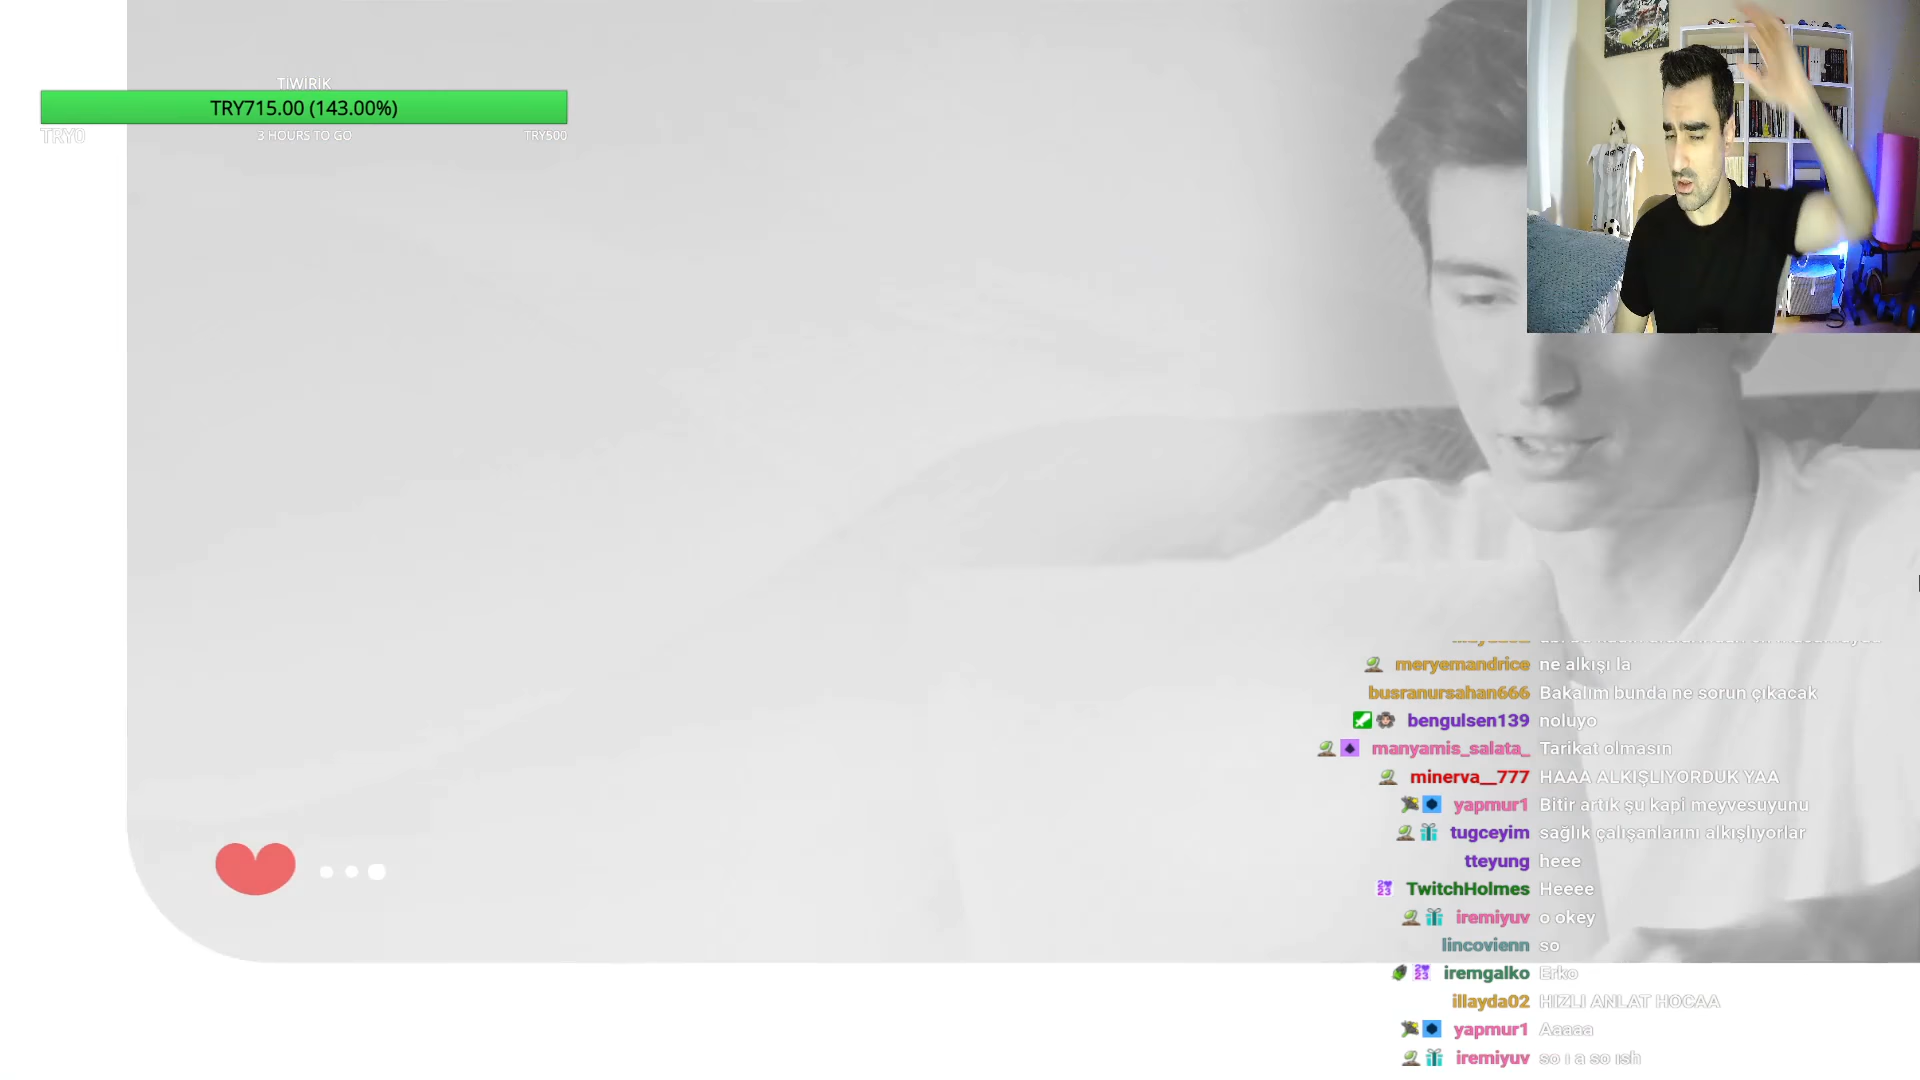 TIWIRIK
TRY715.00 (143.00%)
TRY0 3 HOURS TO GO TRY500
meryemandrice ne alkışı la
busranursahan666 Bakalım bunda ne sorun çıkacak
bengulsen139 noluyo
manyamis_salata_ Tarikat olmasın
minerva__777 HAAA ALKIŞLIYORDUK YAA
yapmur1 Bitir artık şu kapi meyvesuyunu
tugceyim sağlık çalışanlarını alkışlıyorlar
tteyung heee
TwitchHolmes Heeee
iremiyuv o okey
lincovienn so
iremgalko Erko
illayda02 HIZLI ANLAT HOCAA
yapmur1 Aaaaa
iremiyuv so ı a so ısh